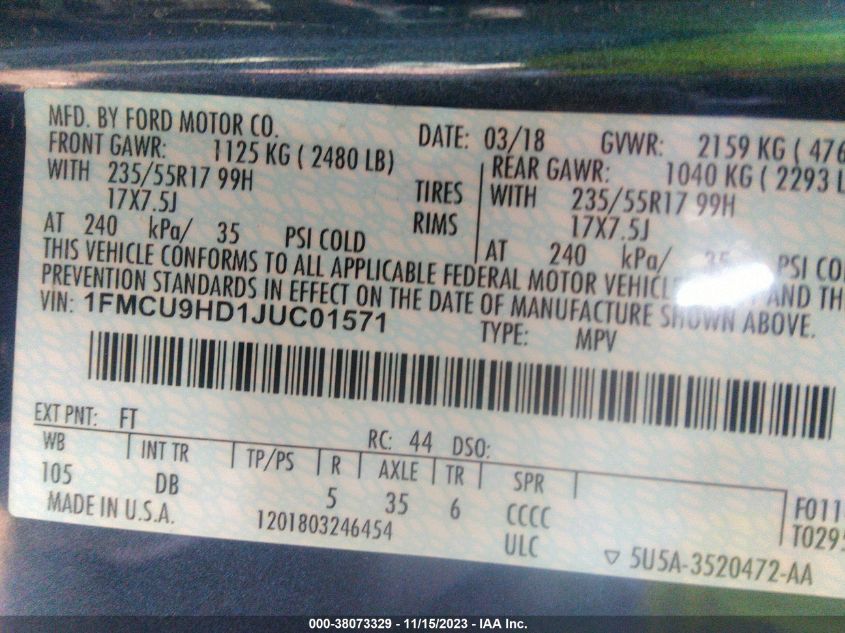 MFD. BY FORD MOTOR CO.
DATE: 03/18 GVWR: 2159 KG ( 476
FRONT GAWR: 1125 KG ( 2480 LB)
REAR GAWR: 1040 KG ( 2293 L
WITH 235/55R17 99H TIRES WITH 235/55R17 99H
17X7.5J RIMS 17X7.5J
AT 240 kPa/ 35 PSI COLD AT 240 kPa/ 35 PSI CO
THIS VEHICLE CONFORMS TO ALL APPLICABLE FEDERAL MOTOR VEHICL AND TH
PREVENTION STANDARDS IN EFFECT ON THE DATE OF MANUFACTURE SHOWN ABOVE.
VIN: 1FMCU9HD1JUC01571
TYPE: MPV
EXT PNT: FT RC: 44 DSO:
WB INT TR TP/PS R AXLE TR SPR
105 DB 5 35 6 CCCC
F011
MADE IN U.S.A. 1201803246454 ULC
T029
5U5A-3520472-AA
000-38073329 - 11/15/2023 - IAA Inc.